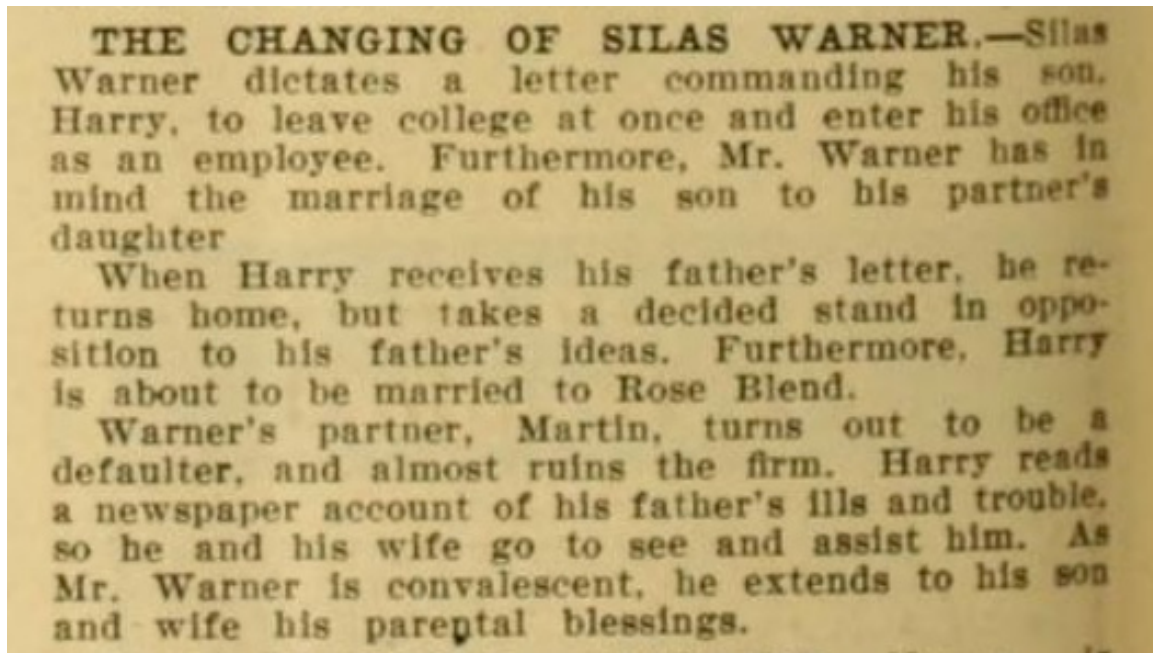 THE CHANGING OF SILAS WARNER.—Silas
Warner dictates a letter commanding his son,
Harry, to leave college at once and enter his office
as an employee. Furthermore, Mr. Warner has in
mind the marriage of his son to his partner's
daughter
When Harry receives his father's letter, he re-
turns home, but takes a decided stand in oppo-
sition to his father's ideas. Furthermore, Harry
is about to be married to Rose Blend.
Warner's partner, Martin, turns out to be a
defaulter, and almost ruins the firm. Harry reads
a newspaper account of his father's ills and trouble,
so he and his wife go to see and assist him. As
Mr. Warner is convalescent, he extends to his son
and wife his parental blessings.